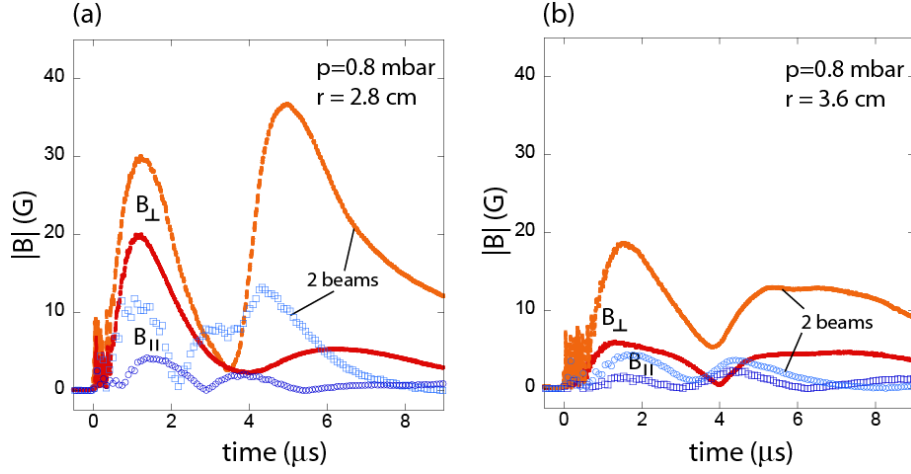 (a)
p=0.8 mbar
r = 2.8 cm
|B| (G)
40
30
20
10
0
B⊥
B||
2 beams
0 2 4 6 8
time (μs)
(b)
p=0.8 mbar
r = 3.6 cm
|B| (G)
40
30
20
10
0
B⊥
B||
2 beams
0 2 4 6 8
time (μs)